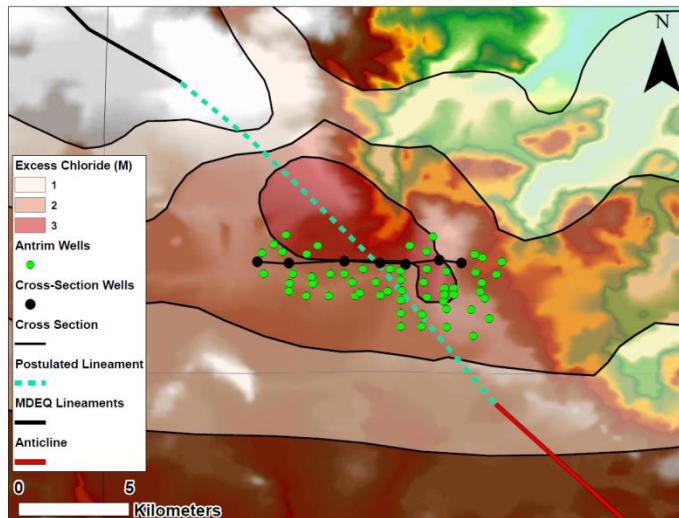 N
Excess Chloride (M)
1
2
3
Antrim Wells
Cross-Section Wells
Cross Section
Postulated Lineament
MDEQ Lineaments
Anticline
0 5
Kilometers